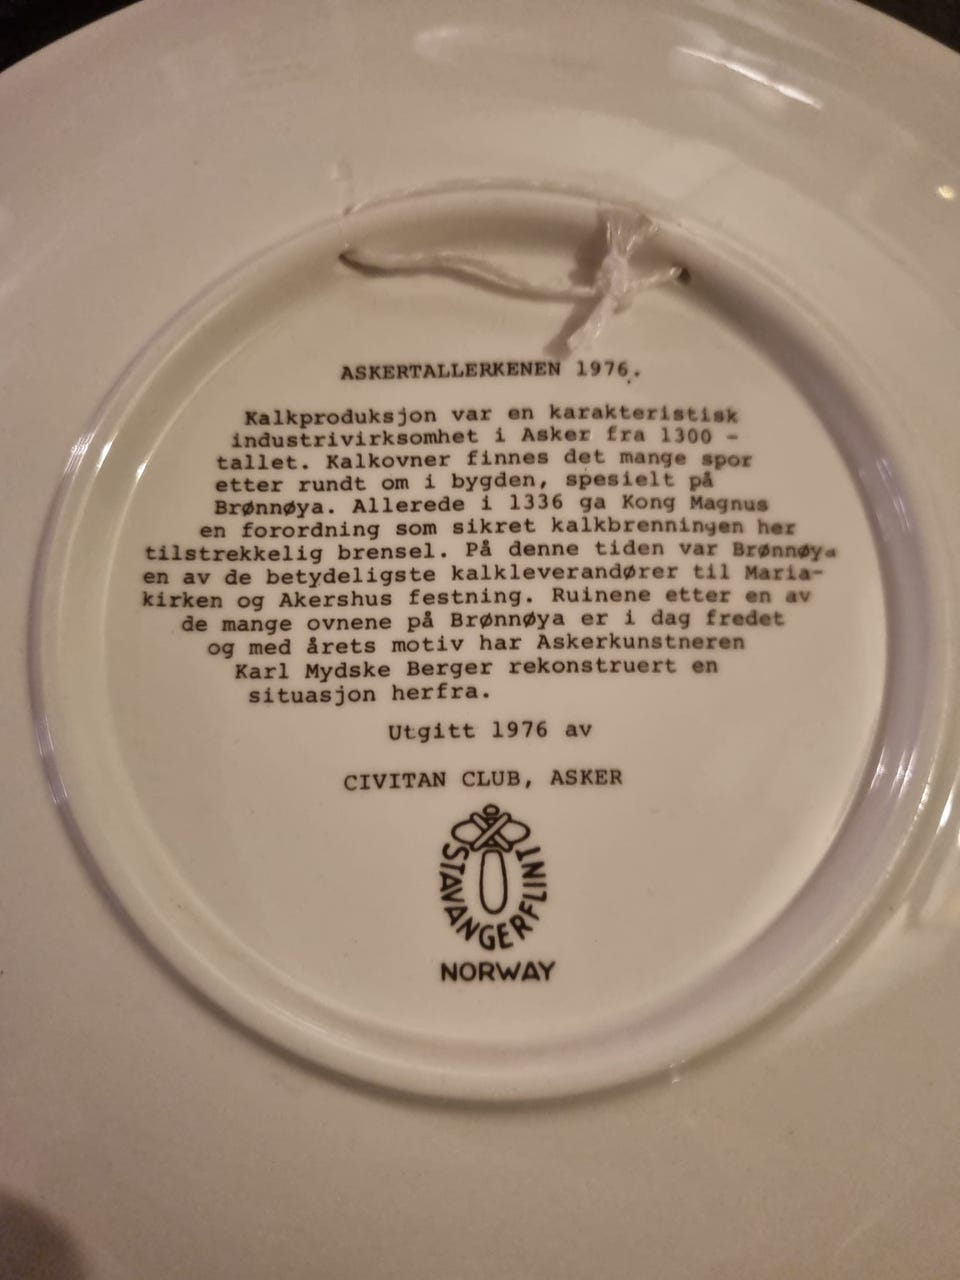 ASKERTALLERKENEN 1976.
Kalkproduksjon var en karakteristisk
industrivirksomhet i Asker fra 1300 -
tallet. Kalkovner finnes det mange spor
etter rundt om i bygden, spesielt på
Brønnøya. Allerede i 1336 ga Kong Magnus
en forordning som sikret kalkbrenningen her
tilstrekkelig brensel. På denne tiden var Brønnøya
en av de betydeligste kalkleverandører til Maria-
kirken og Akershus festning. Ruinene etter en av
de mange ovnene på Brønnøya er i dag fredet
og med årets motiv har Askerkunstneren
Karl Mydske Berger rekonstruert en
situasjon herfra.
Utgitt 1976 av
CIVITAN CLUB, ASKER
STAVANGERFLINT
NORWAY